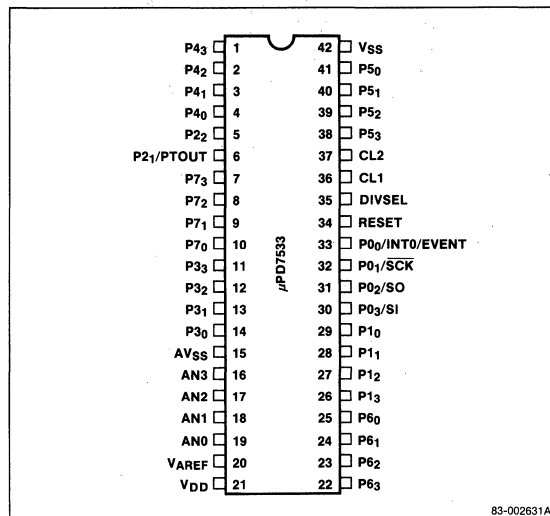 P4₃ 1 42 VSS
P4₂ 2 41 P5₀
P4₁ 3 40 P5₁
P4₀ 4 39 P5₂
P2₂ 5 38 P5₃
P2₁/PTOUT 6 37 CL2
P7₃ 7 36 CL1
P7₂ 8 35 DIVSEL
P7₁ 9 34 RESET
P7₀ 10 33 P0₀/INT0/EVENT
P3₃ 11 32 P0₁/S̅C̅K̅
P3₂ 12 31 P0₂/SO
P3₁ 13 30 P0₃/SI
P3₀ 14 29 P1₀
AVSS 15 28 P1₁
AN3 16 27 P1₂
AN2 17 26 P1₃
AN1 18 25 P6₀
AN0 19 24 P6₁
VAREF 20 23 P6₂
VDD 21 22 P6₃
μPD7533
83-002631A